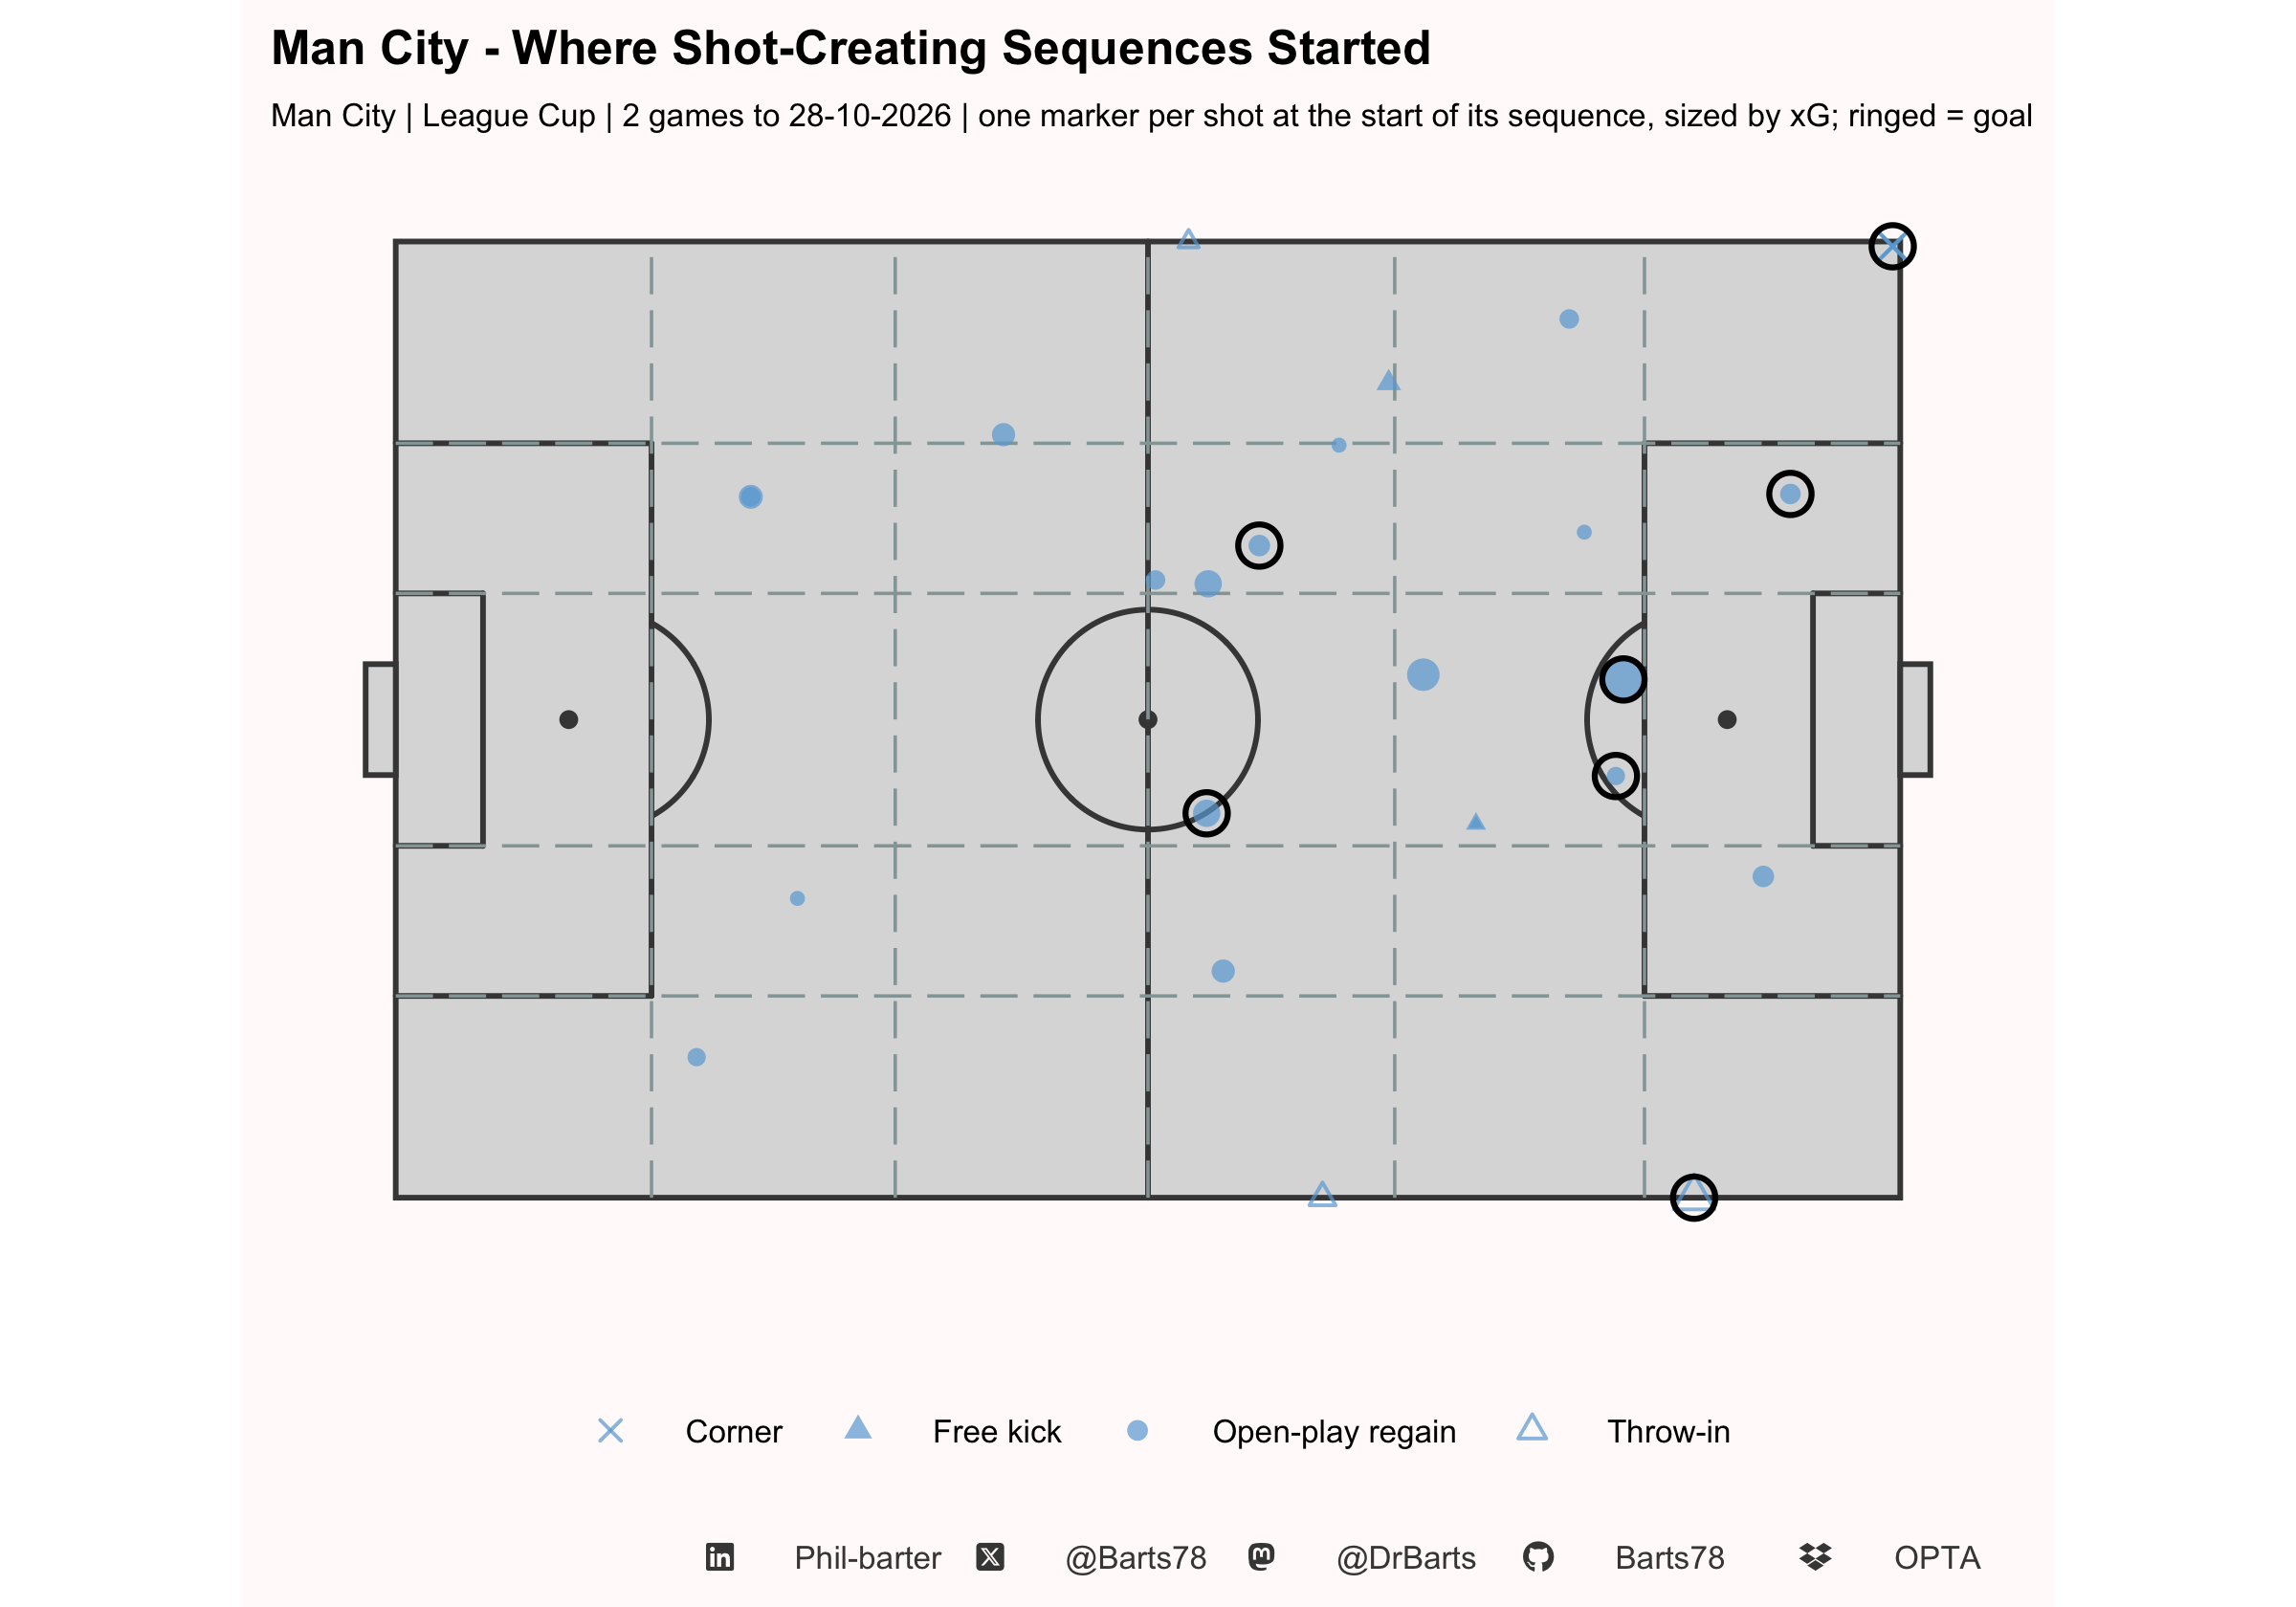 Man City - Where Shot-Creating Sequences Started
Man City | League Cup | 2 games to 28-10-2026 | one marker per shot at the start of its sequence, sized by xG; ringed = goal
Corner Free kick Open-play regain Throw-in
Phil-barter @Barts78 @DrBarts Barts78 OPTA